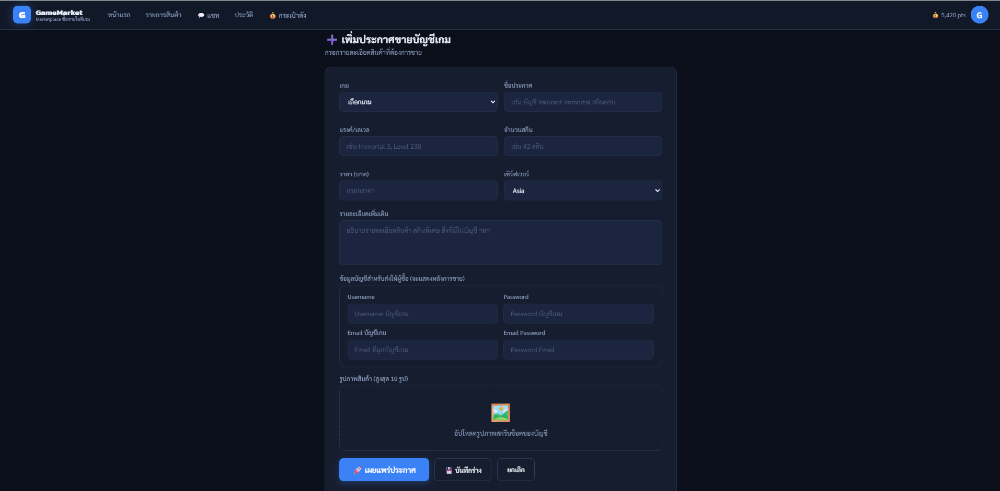 G
GameMarket
Marketplace ซื้อขายไอดีเกม
หน้าแรก
รายการสินค้า
แชท
ประวัติ
กระเป๋าตัง
5,420 pts
G
เพิ่มประกาศขายบัญชีเกม
กรอกรายละเอียดสินค้าที่ต้องการขาย
เกม
ชื่อประกาศ
เลือกเกม
เช่น บัญชี Valorant Immortal สกินครบ
แรงค์/เลเวล
จำนวนสกิน
เช่น Immortal 3, Level 230
เช่น 42 สกิน
ราคา (บาท)
เซิร์ฟเวอร์
กรอกราคา
Asia
รายละเอียดเพิ่มเติม
อธิบายรายละเอียดสินค้า สกินพิเศษ สิ่งที่มีในบัญชี ฯลฯ
ข้อมูลบัญชีสำหรับส่งให้ผู้ซื้อ (จะแสดงหลังการขาย)
Username
Password
Username บัญชีเกม
Password บัญชีเกม
Email บัญชีเกม
Email Password
Email ที่ผูกบัญชีเกม
Password Email
รูปภาพสินค้า (สูงสุด 10 รูป)
อัปโหลดรูปภาพสกรีนช็อตของบัญชี
เผยแพร่ประกาศ
บันทึกร่าง
ยกเลิก